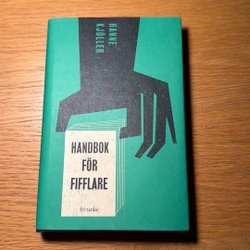 HANNE
KJÖLLER
HANDBOK
FÖR
FIFFLARE
fri tanke